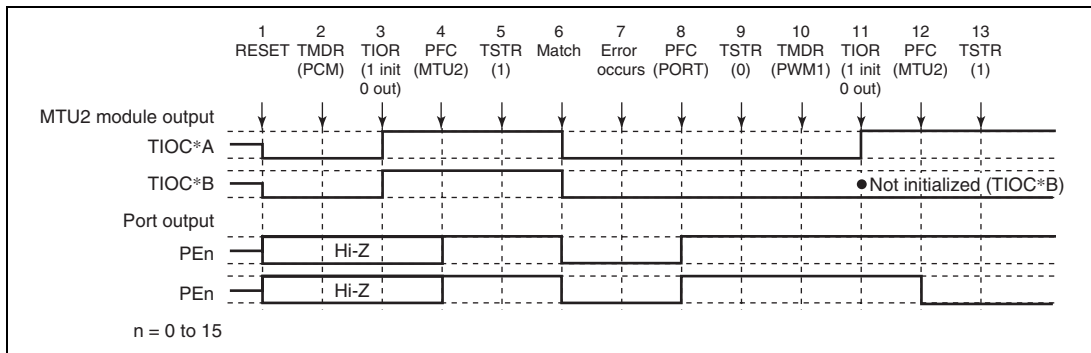 1 2 3 4 5 6 7 8 9 10 11 12 13
RESET TMDR TIOR PFC TSTR Match Error PFC TSTR TMDR TIOR PFC TSTR
(PCM) (1 init (MTU2) (1) occurs (PORT) (0) (PWM1) (1 init (MTU2) (1)
0 out) 0 out)
MTU2 module output
TIOC*A
TIOC*B
● Not initialized (TIOC*B)
Port output
PEn
Hi-Z
PEn
Hi-Z
n = 0 to 15